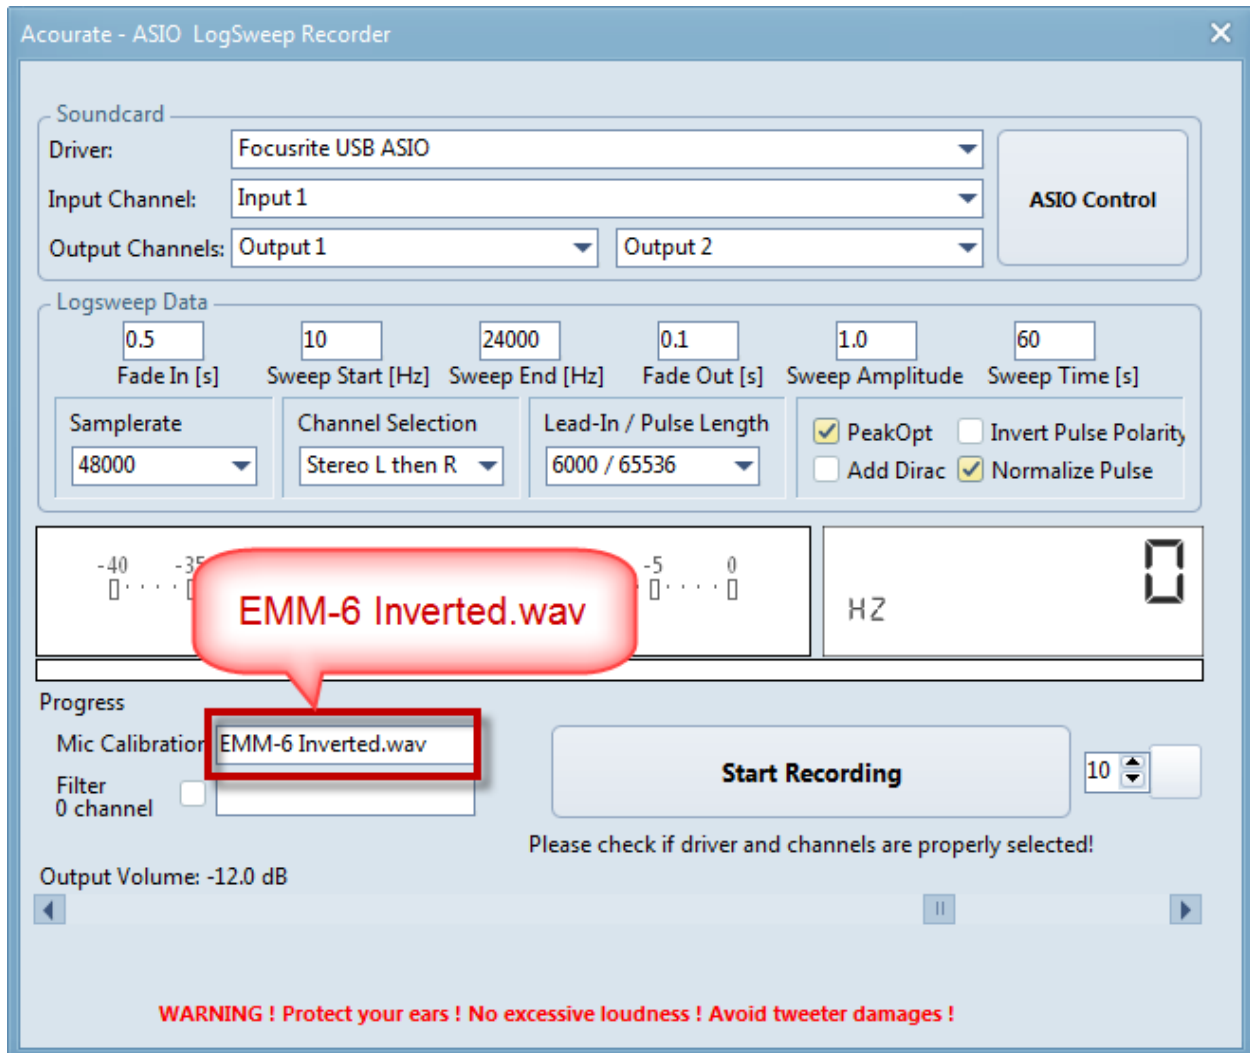 Acourate - ASIO LogSweep Recorder
Soundcard
Driver: Focusrite USB ASIO
Input Channel: Input 1
ASIO Control
Output Channels: Output 1 Output 2
Logsweep Data
0.5 10 24000 0.1 1.0 60
Fade In [s] Sweep Start [Hz] Sweep End [Hz] Fade Out [s] Sweep Amplitude Sweep Time [s]
Samplerate Channel Selection Lead-In / Pulse Length
PeakOpt Invert Pulse Polarity
48000 Stereo L then R 6000 / 65536
Add Dirac Normalize Pulse
-40 -35 -5 0
HZ 0
EMM-6 Inverted.wav
Progress
Mic Calibration EMM-6 Inverted.wav
Filter
0 channel
Start Recording 10
Please check if driver and channels are properly selected!
Output Volume: -12.0 dB
WARNING ! Protect your ears ! No excessive loudness ! Avoid tweeter damages !